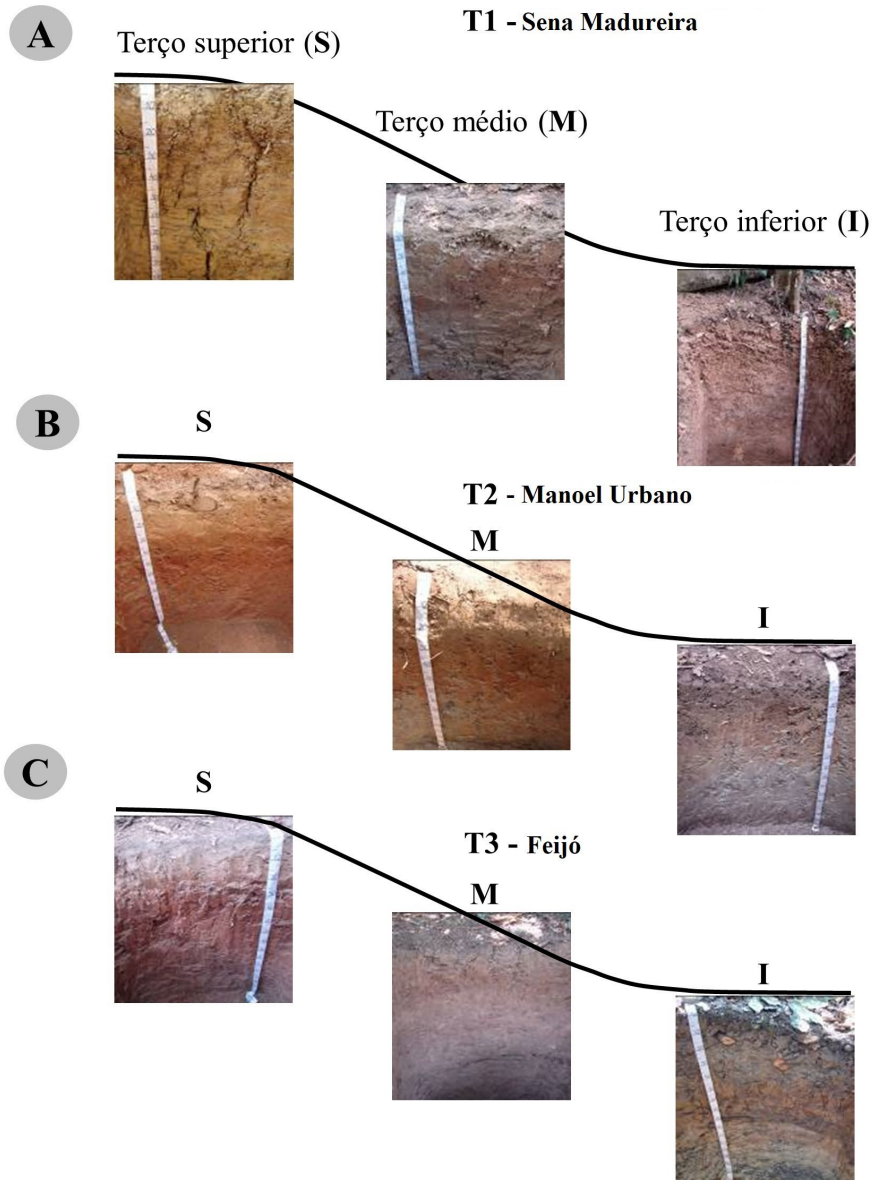 A
T1 - Sena Madureira
Terço superior (S)
Terço médio (M)
Terço inferior (I)
B
S
T2 - Manoel Urbano
M
I
C
S
T3 - Feijó
M
I